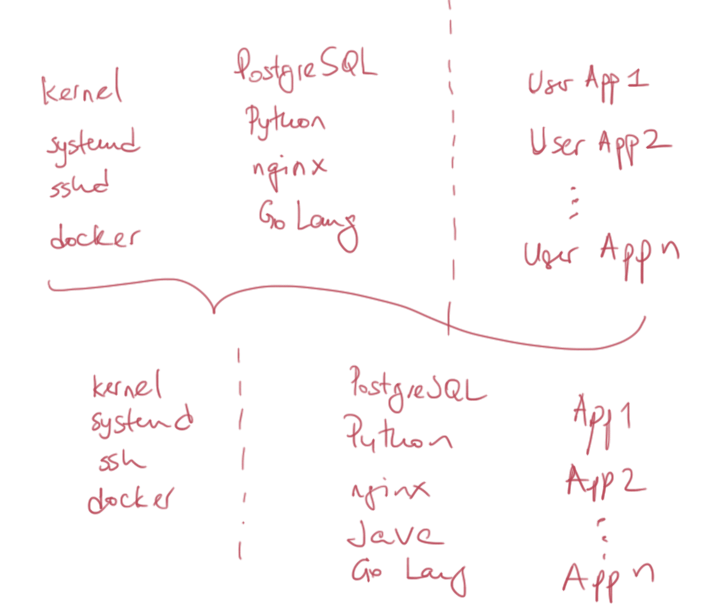 kernel
systemd
sshd
docker
PostgreSQL
Python
nginx
Go Lang
User App 1
User App 2
⋮
User App n
kernel
systemd
ssh
docker
PostgreSQL
Python
nginx
Java
Go Lang
App 1
App 2
⋮
App n